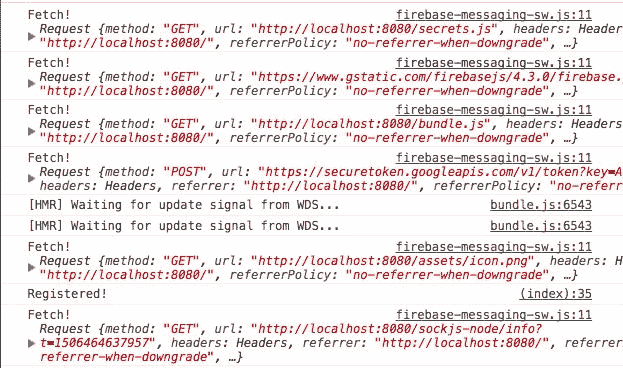 Fetch! firebase-messaging-sw.js:11
Request {method: "GET", url: "http://localhost:8080/secrets.js", headers: Header
"http://localhost:8080/", referrerPolicy: "no-referrer-when-downgrade", …}
Fetch! firebase-messaging-sw.js:11
Request {method: "GET", url: "https://www.gstatic.com/firebasejs/4.3.0/firebase.
"http://localhost:8080/", referrerPolicy: "no-referrer-when-downgrade", …}
Fetch! firebase-messaging-sw.js:11
Request {method: "GET", url: "http://localhost:8080/bundle.js", headers: Headers
"http://localhost:8080/", referrerPolicy: "no-referrer-when-downgrade", …}
Fetch! firebase-messaging-sw.js:11
Request {method: "POST", url: "https://securetoken.googleapis.com/v1/token?key=A
headers: Headers, referrer: "http://localhost:8080/", referrerPolicy: "no-referr
[HMR] Waiting for update signal from WDS... bundle.js:6543
[HMR] Waiting for update signal from WDS... bundle.js:6543
Fetch! firebase-messaging-sw.js:11
Request {method: "GET", url: "http://localhost:8080/assets/icon.png", headers: H
"http://localhost:8080/", referrerPolicy: "no-referrer-when-downgrade", …}
Registered! (index):35
Fetch! firebase-messaging-sw.js:11
Request {method: "GET", url: "http://localhost:8080/sockjs-node/info?
t=1506464637957", headers: Headers, referrer: "http://localhost:8080/", referrer
referrer-when-downgrade", …}